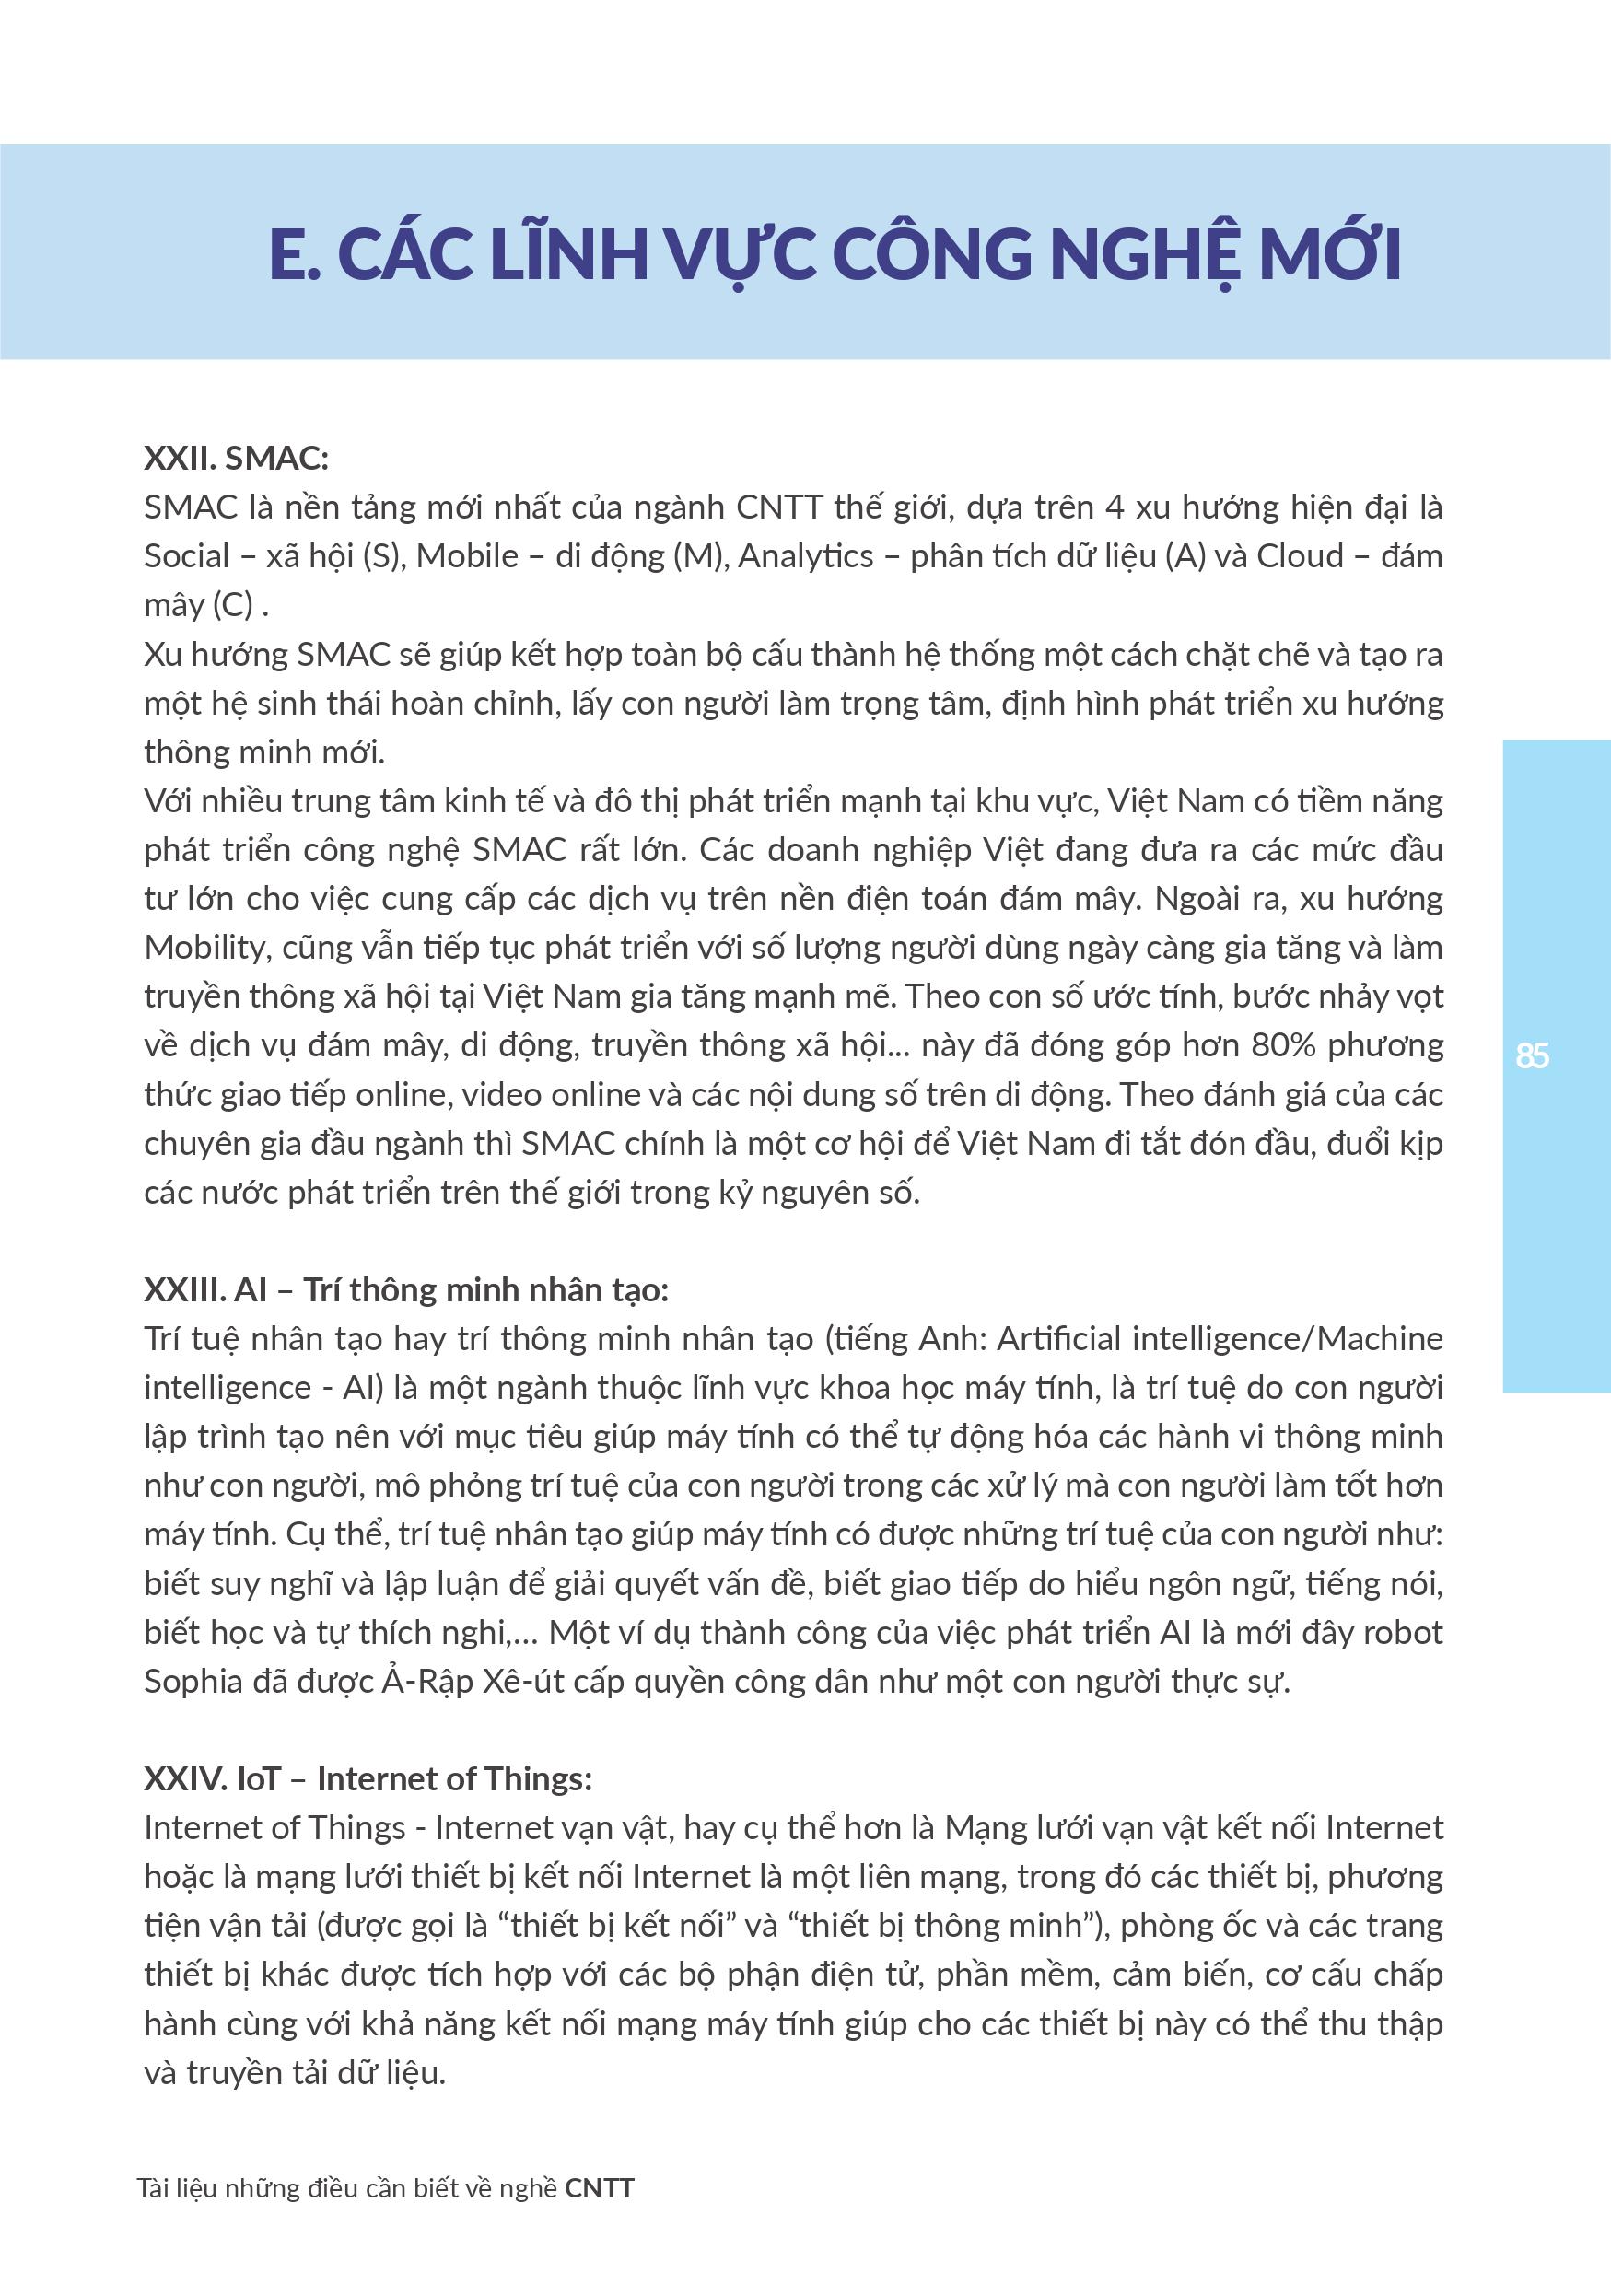 E. CÁC LĨNH VỰC CÔNG NGHỆ MỚI
XXII. SMAC:
SMAC là nền tảng mới nhất của ngành CNTT thế giới, dựa trên 4 xu hướng hiện đại là
Social – xã hội (S), Mobile – di động (M), Analytics – phân tích dữ liệu (A) và Cloud – đám
mây (C) .
Xu hướng SMAC sẽ giúp kết hợp toàn bộ cấu thành hệ thống một cách chặt chẽ và tạo ra
một hệ sinh thái hoàn chỉnh, lấy con người làm trọng tâm, định hình phát triển xu hướng
thông minh mới.
Với nhiều trung tâm kinh tế và đô thị phát triển mạnh tại khu vực, Việt Nam có tiềm năng
phát triển công nghệ SMAC rất lớn. Các doanh nghiệp Việt đang đưa ra các mức đầu
tư lớn cho việc cung cấp các dịch vụ trên nền điện toán đám mây. Ngoài ra, xu hướng
Mobility, cũng vẫn tiếp tục phát triển với số lượng người dùng ngày càng gia tăng và làm
truyền thông xã hội tại Việt Nam gia tăng mạnh mẽ. Theo con số ước tính, bước nhảy vọt
về dịch vụ đám mây, di động, truyền thông xã hội... này đã đóng góp hơn 80% phương
thức giao tiếp online, video online và các nội dung số trên di động. Theo đánh giá của các
chuyên gia đầu ngành thì SMAC chính là một cơ hội để Việt Nam đi tắt đón đầu, đuổi kịp
các nước phát triển trên thế giới trong kỷ nguyên số.
85
XXIII. AI – Trí thông minh nhân tạo:
Trí tuệ nhân tạo hay trí thông minh nhân tạo (tiếng Anh: Artificial intelligence/Machine
intelligence - AI) là một ngành thuộc lĩnh vực khoa học máy tính, là trí tuệ do con người
lập trình tạo nên với mục tiêu giúp máy tính có thể tự động hóa các hành vi thông minh
như con người, mô phỏng trí tuệ của con người trong các xử lý mà con người làm tốt hơn
máy tính. Cụ thể, trí tuệ nhân tạo giúp máy tính có được những trí tuệ của con người như:
biết suy nghĩ và lập luận để giải quyết vấn đề, biết giao tiếp do hiểu ngôn ngữ, tiếng nói,
biết học và tự thích nghi,… Một ví dụ thành công của việc phát triển AI là mới đây robot
Sophia đã được Ả-Rập Xê-út cấp quyền công dân như một con người thực sự.
XXIV. IoT – Internet of Things:
Internet of Things - Internet vạn vật, hay cụ thể hơn là Mạng lưới vạn vật kết nối Internet
hoặc là mạng lưới thiết bị kết nối Internet là một liên mạng, trong đó các thiết bị, phương
tiện vận tải (được gọi là “thiết bị kết nối” và “thiết bị thông minh”), phòng ốc và các trang
thiết bị khác được tích hợp với các bộ phận điện tử, phần mềm, cảm biến, cơ cấu chấp
hành cùng với khả năng kết nối mạng máy tính giúp cho các thiết bị này có thể thu thập
và truyền tải dữ liệu.
Tài liệu những điều cần biết về nghề CNTT